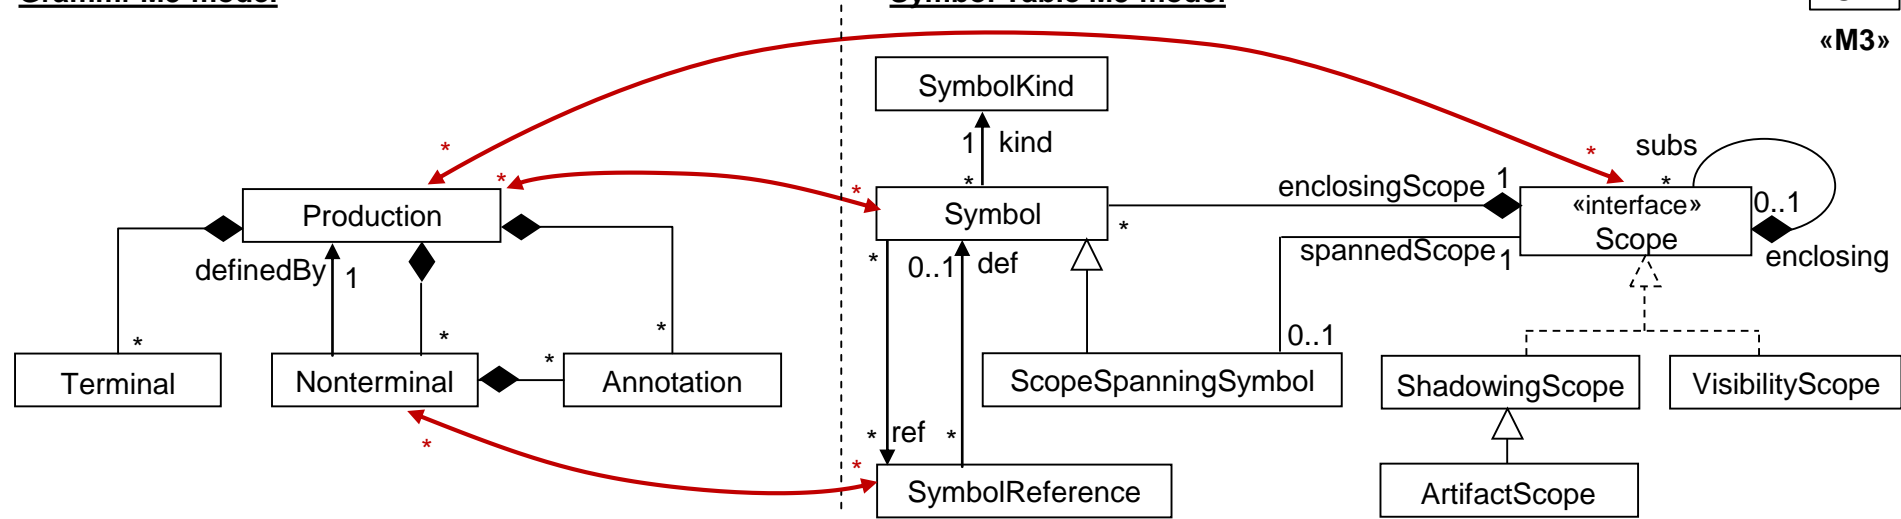 «M3»
SymbolKind
1 kind
*
* * * *
subs
*
enclosingScope 1
Production
Symbol
*
«interface»
Scope
0..1
enclosing
definedBy 1
* 0..1 def
spannedScope 1
* * * *
0..1
Terminal
Nonterminal
Annotation
ScopeSpanningSymbol
ShadowingScope
VisibilityScope
* ref *
* *
SymbolReference
ArtifactScope